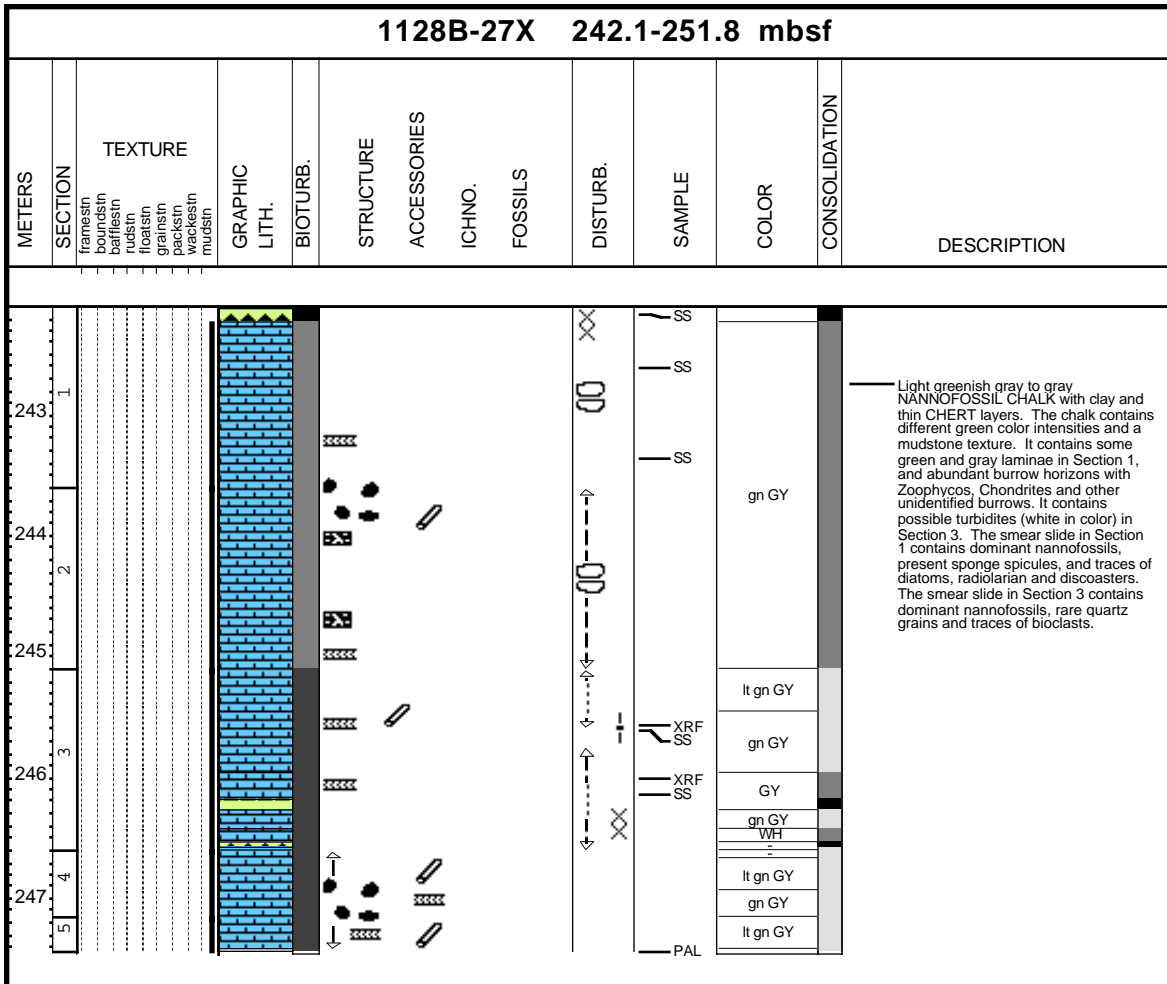 1128B-27X 242.1-251.8 mbsf
METERS
SECTION
TEXTURE
framestn
boundstn
bafflestn
rudstn
floatstn
grainstn
packstn
wackestn
mudstn
GRAPHIC
LITH.
BIOTURB.
STRUCTURE
ACCESSORIES
ICHNO.
FOSSILS
DISTURB.
SAMPLE
COLOR
CONSOLIDATION
DESCRIPTION
243
244
245
246
247
1
2
3
4
5
SS
SS
SS
XRF
SS
XRF
SS
PAL
gn GY
lt gn GY
gn GY
GY
gn GY
WH
--
--
lt gn GY
gn GY
lt gn GY
Light greenish gray to gray
NANNOFOSSIL CHALK with clay and
thin CHERT layers. The chalk contains
different green color intensities and a
mudstone texture. It contains some
green and gray laminae in Section 1,
and abundant burrow horizons with
Zoophycos, Chondrites and other
unidentified burrows. It contains
possible turbidites (white in color) in
Section 3. The smear slide in Section
1 contains dominant nannofossils,
present sponge spicules, and traces of
diatoms, radiolarian and discoasters.
The smear slide in Section 3 contains
dominant nannofossils, rare quartz
grains and traces of bioclasts.